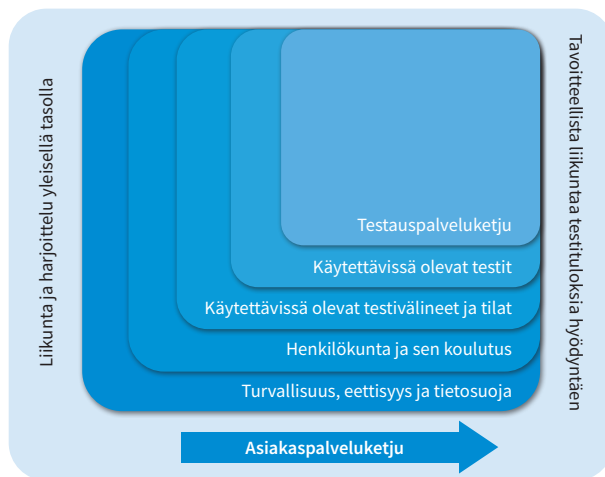 Liikunta ja harjoittelu yleisellä tasolla
Testauspalveluketju
Käytettävissä olevat testit
Käytettävissä olevat testivälineet ja tilat
Henkilökunta ja sen koulutus
Turvallisuus, eettisyys ja tietosuoja
Tavoitteellista liikuntaa testituloksia hyödyntäen
Asiakaspalveluketju